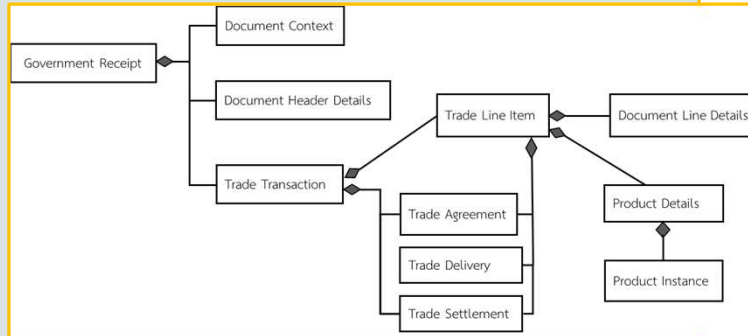 Document Context
Government Receipt
Document Header Details
Trade Line Item
Document Line Details
Trade Transaction
Trade Agreement
Product Details
Trade Delivery
Product Instance
Trade Settlement